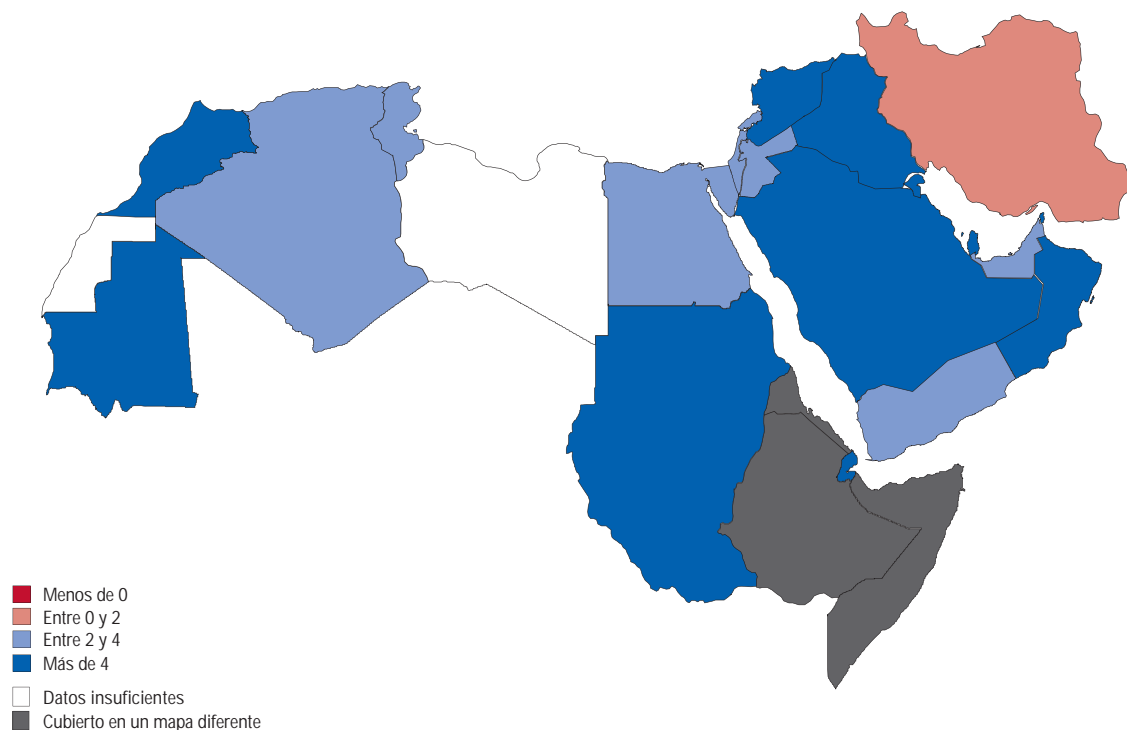 Menos de 0
Entre 0 y 2
Entre 2 y 4
Más de 4
Datos insuficientes
Cubierto en un mapa diferente